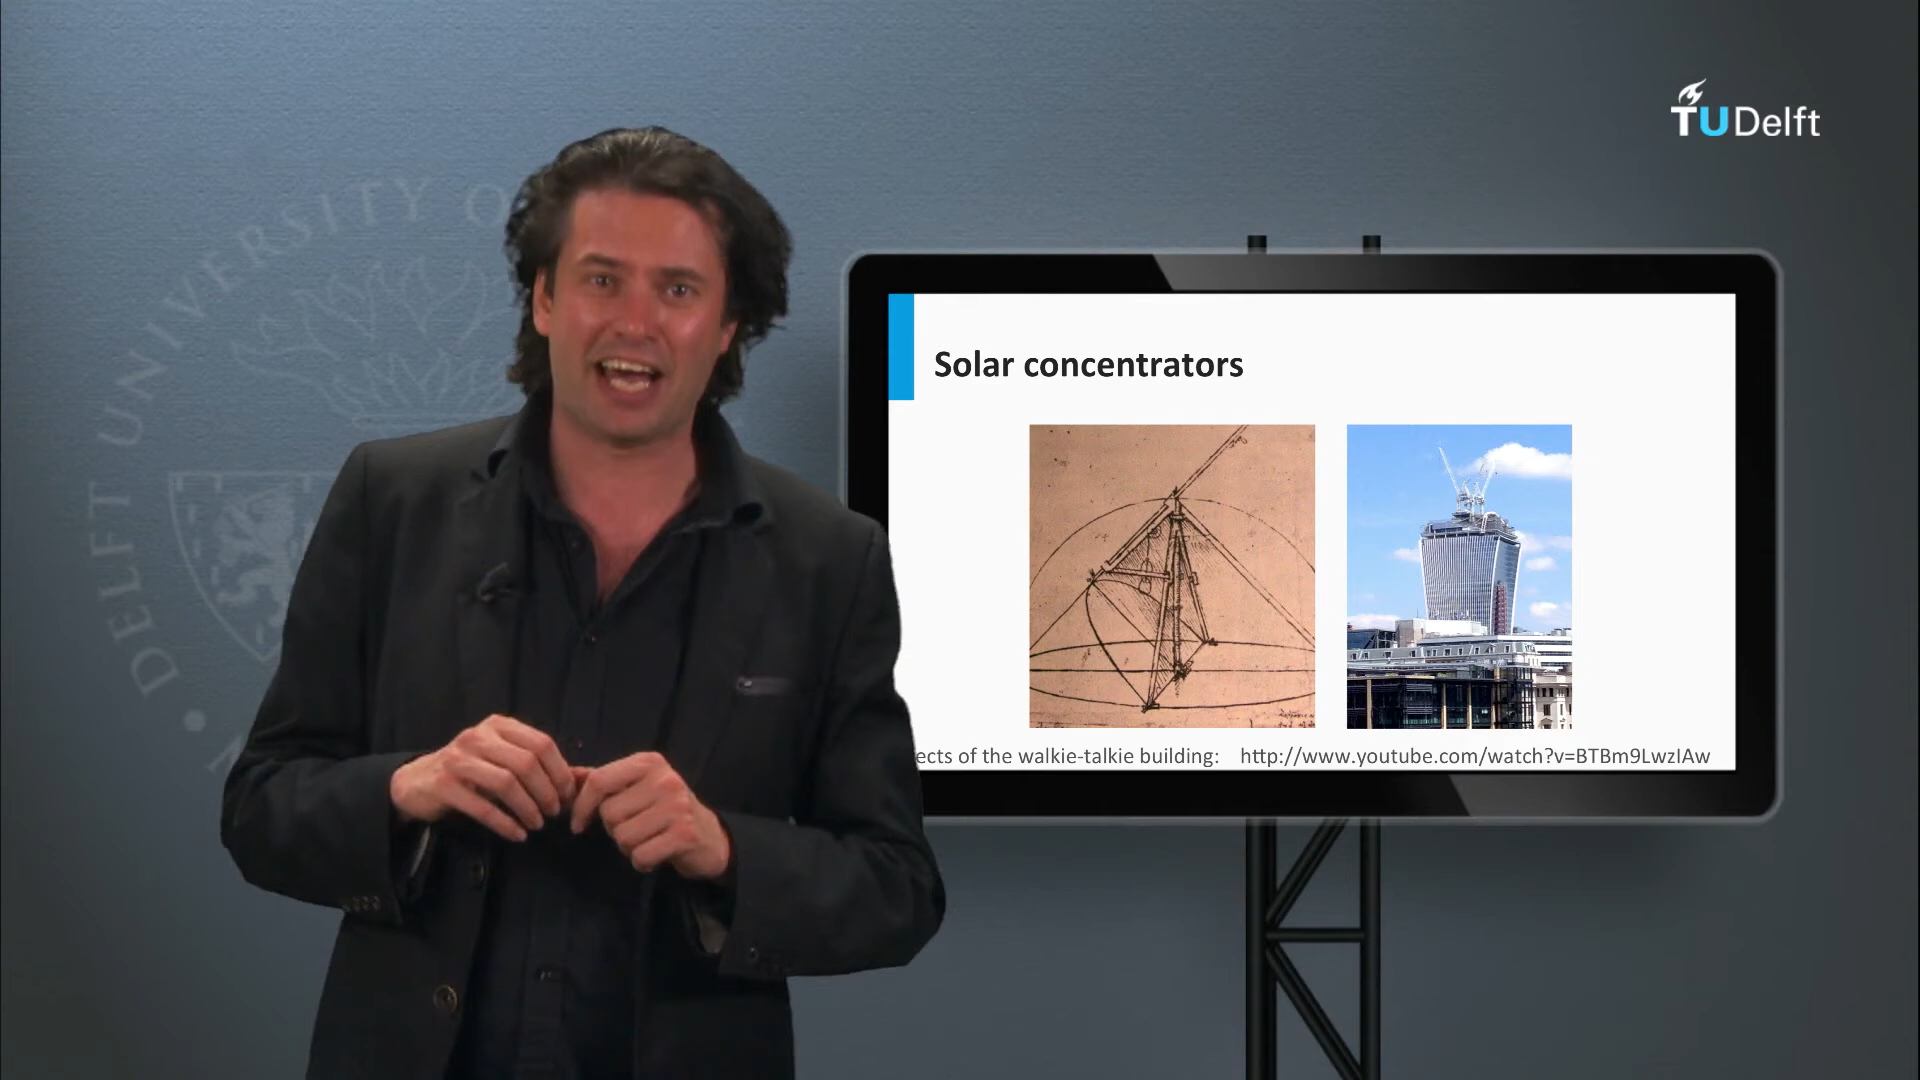 TUDelft
DELFT UNIVERSITY OF
Solar concentrators
ects of the walkie-talkie building: http://www.youtube.com/watch?v=BTBm9LwzIAw